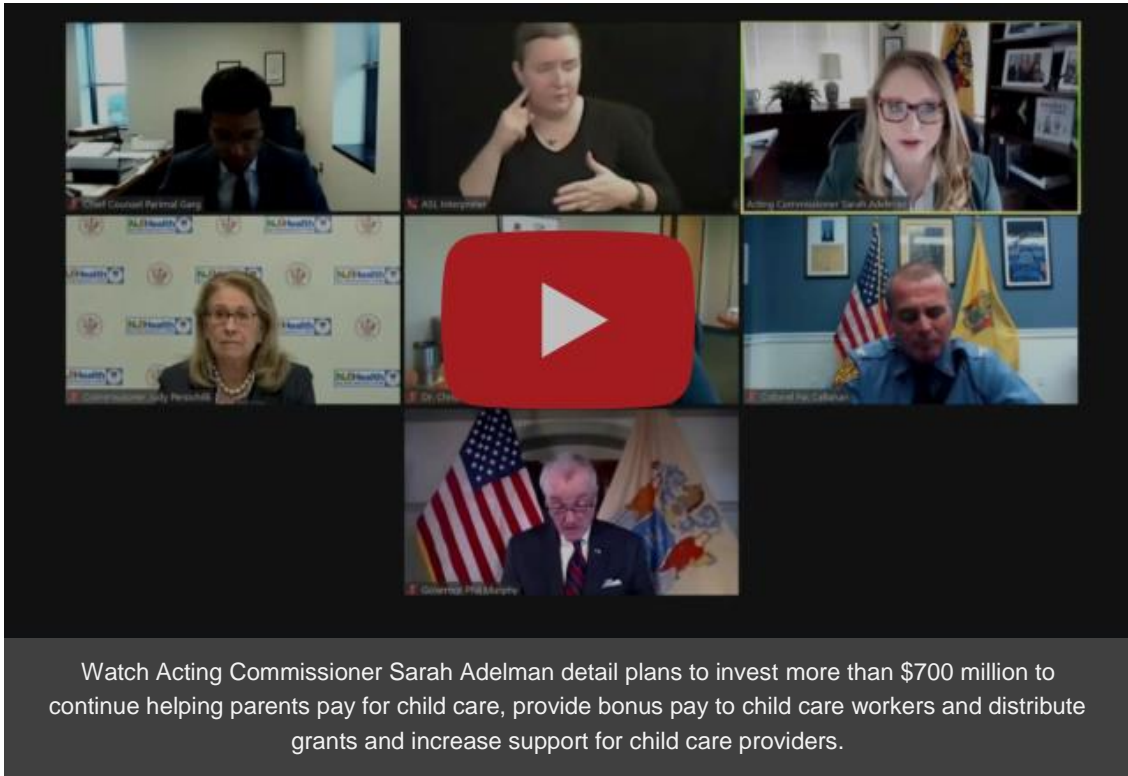 Chief Counsel Parimal Garg
ASL Interpreter
Acting Commissioner Sarah Adelman
NJHealth
Commissioner Judy Persichilli
Dr. Chris
Colonel Pat Callahan
Governor Phil Murphy
Watch Acting Commissioner Sarah Adelman detail plans to invest more than $700 million to
continue helping parents pay for child care, provide bonus pay to child care workers and distribute
grants and increase support for child care providers.